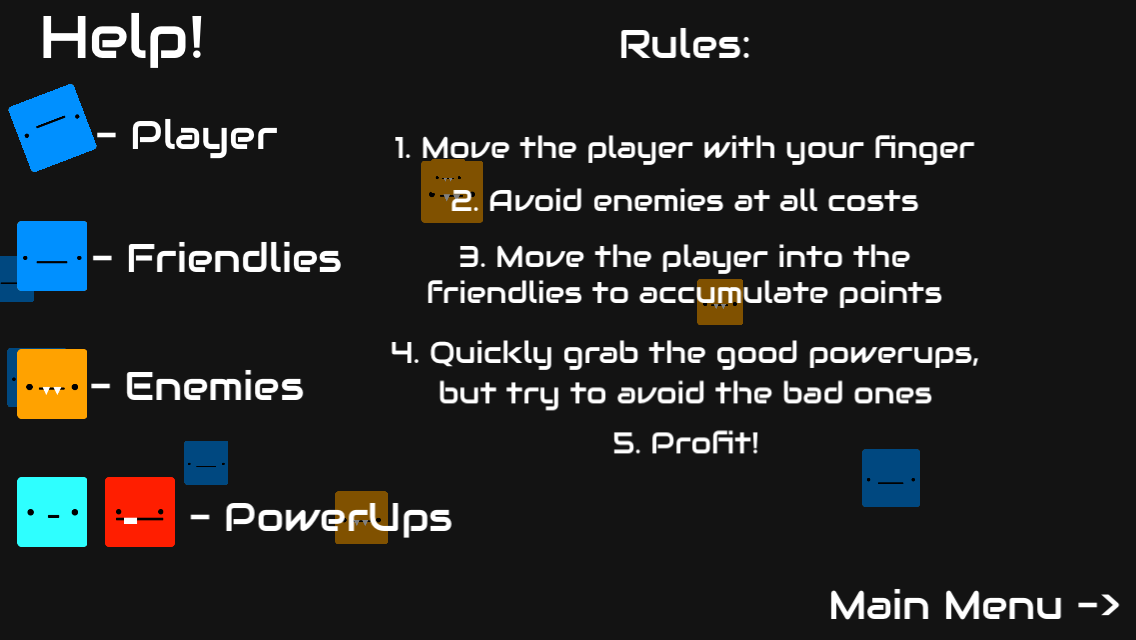 Help!
- Player
- Friendlies
- Enemies
- PowerUps
Rules:
1. Move the player with your finger
2. Avoid enemies at all costs
3. Move the player into the
friendlies to accumulate points
4. Quickly grab the good powerups,
but try to avoid the bad ones
5. Profit!
Main Menu ->